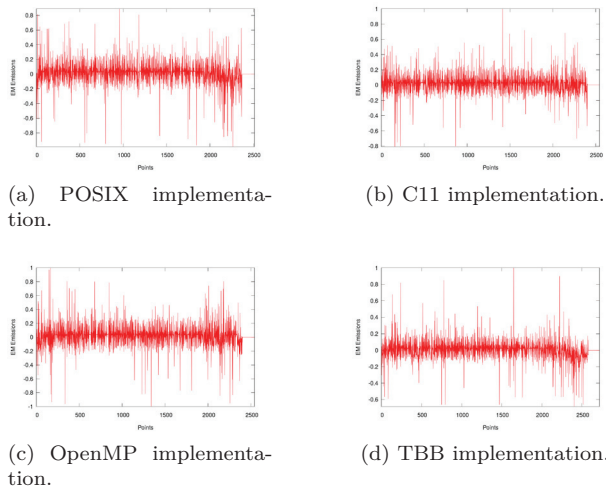 0.8
0.6
0.4
0.2
0
-0.2
-0.4
-0.6
-0.8
EM Emissions
0 500 1000 1500 2000 2500
Points
(a) POSIX implementa-
tion.
1
0.8
0.6
0.4
0.2
0
-0.2
-0.4
-0.6
-0.8
EM Emissions
0 500 1000 1500 2000 2500
Points
(b) C11 implementation.
1
0.8
0.6
0.4
0.2
0
-0.2
-0.4
-0.6
-0.8
-1
EM Emissions
0 500 1000 1500 2000 2500
Points
(c) OpenMP implementa-
tion.
1
0.8
0.6
0.4
0.2
0
-0.2
-0.4
-0.6
EM Emissions
0 500 1000 1500 2000 2500
Points
(d) TBB implementation.